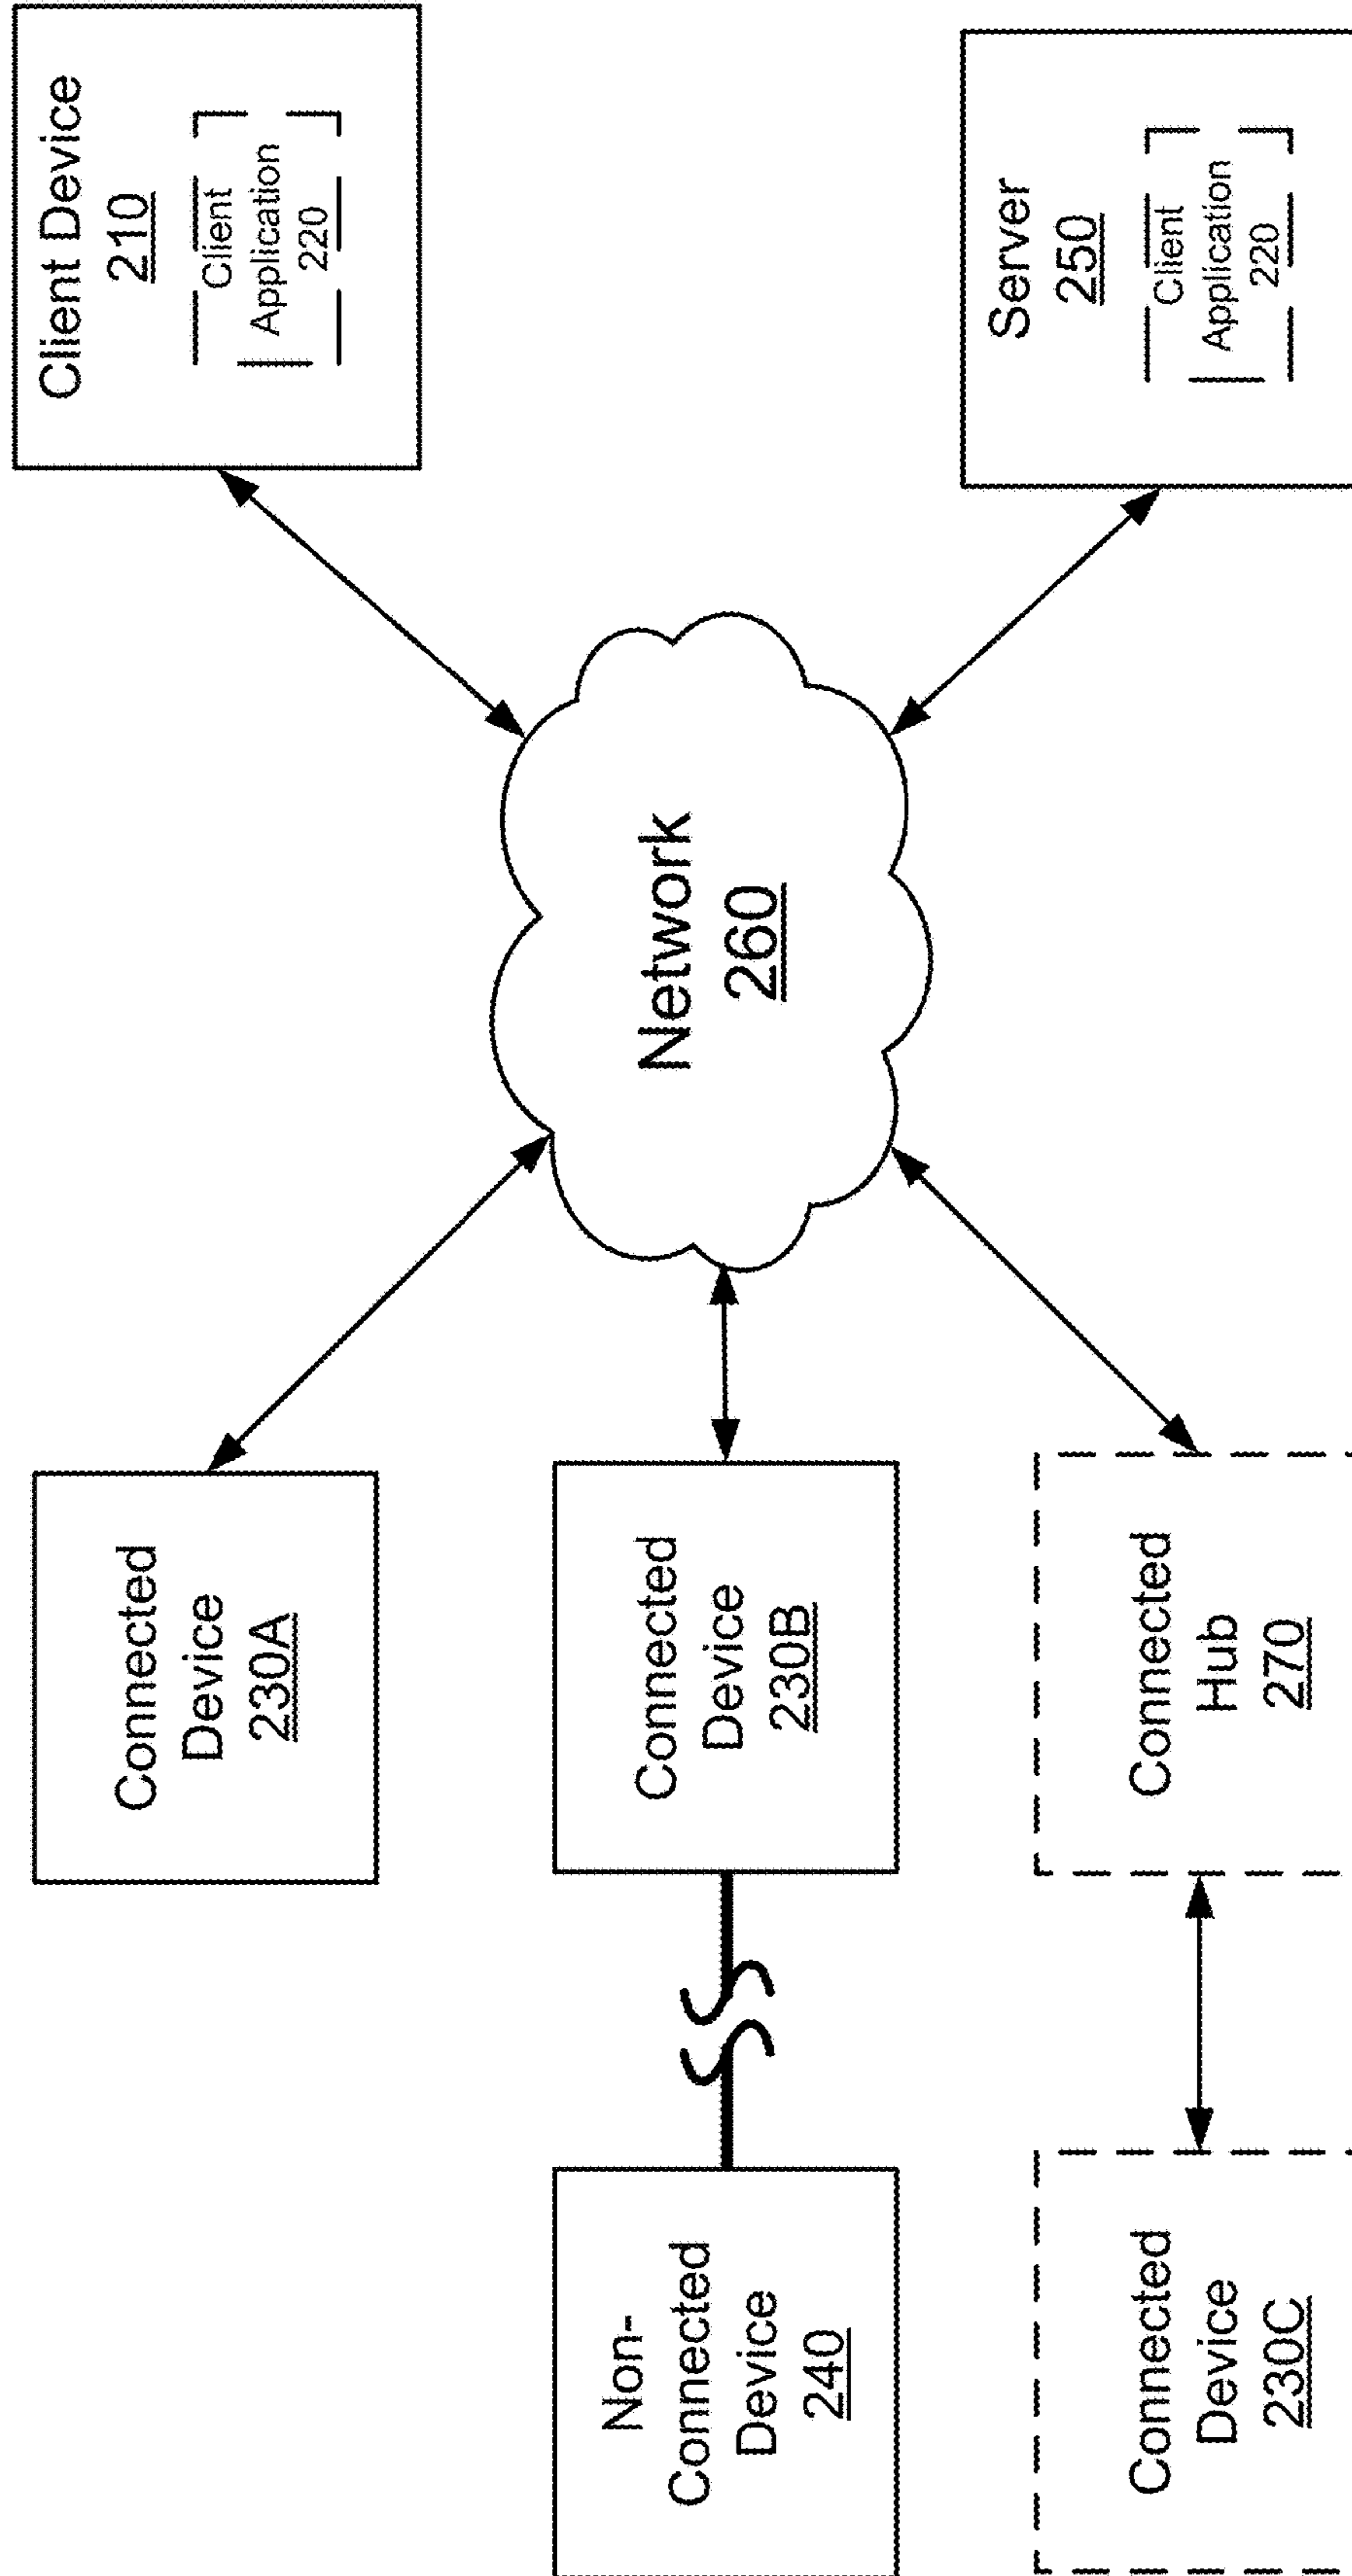 Non-
Connected
Device
240
Connected
Device
230A
Connected
Device
230B
Network
260
Client Device
210
Client
Application
220
Connected
Device
230C
Connected
Hub
270
Server
250
Client
Application
220